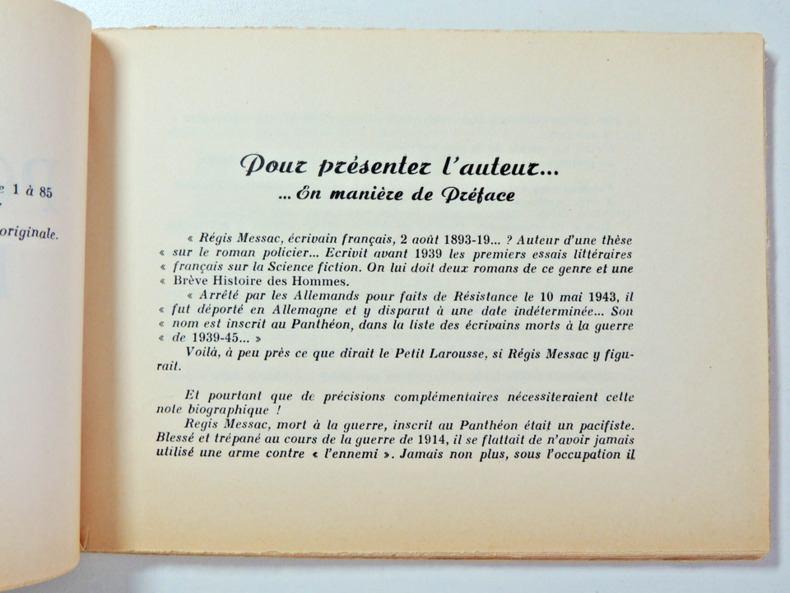 e 1 à 85
originale.
Pour présenter l'auteur...
... En manière de Préface
« Régis Messac, écrivain français, 2 août 1893-19... ? Auteur d'une thèse
« sur le roman policier... Ecrivit avant 1939 les premiers essais littéraires
« français sur la Science fiction. On lui doit deux romans de ce genre et une
« Brève Histoire des Hommes.
« Arrêté par les Allemands pour faits de Résistance le 10 mai 1943, il
« fut déporté en Allemagne et y disparut à une date indéterminée... Son
« nom est inscrit au Panthéon, dans la liste des écrivains morts à la guerre
« de 1939-45... »
Voilà, à peu près ce que dirait le Petit Larousse, si Régis Messac y figu-
rait.
Et pourtant que de précisions complémentaires nécessiteraient cette
note biographique !
Regis Messac, mort à la guerre, inscrit au Panthéon était un pacifiste.
Blessé et trépané au cours de la guerre de 1914, il se flattait de n'avoir jamais
utilisé une arme contre « l'ennemi ». Jamais non plus, sous l'occupation il